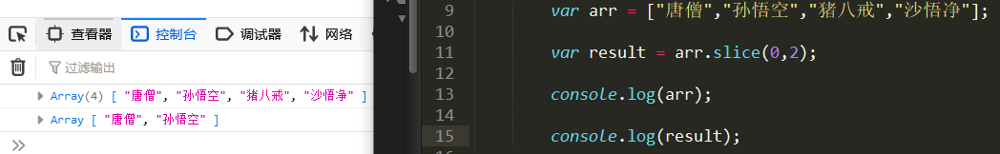 查看器 控制台 调试器 网络
过滤输出
Array(4) [ "唐僧", "孙悟空", "猪八戒", "沙悟净" ]
Array [ "唐僧", "孙悟空" ]
9 var arr = ["唐僧","孙悟空","猪八戒","沙悟净"];
10
11 var result = arr.slice(0,2);
12
13 console.log(arr);
14
15 console.log(result);